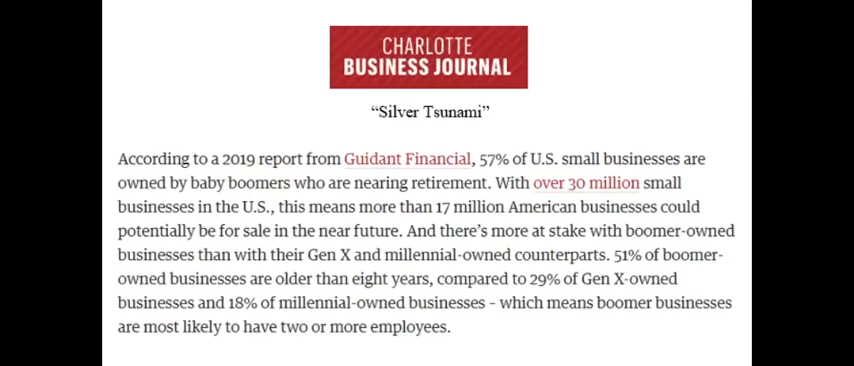 CHARLOTTE
BUSINESS JOURNAL
“Silver Tsunami”
According to a 2019 report from Guidant Financial, 57% of U.S. small businesses are
owned by baby boomers who are nearing retirement. With over 30 million small
businesses in the U.S., this means more than 17 million American businesses could
potentially be for sale in the near future. And there’s more at stake with boomer-owned
businesses than with their Gen X and millennial-owned counterparts. 51% of boomer-
owned businesses are older than eight years, compared to 29% of Gen X-owned
businesses and 18% of millennial-owned businesses – which means boomer businesses
are most likely to have two or more employees.